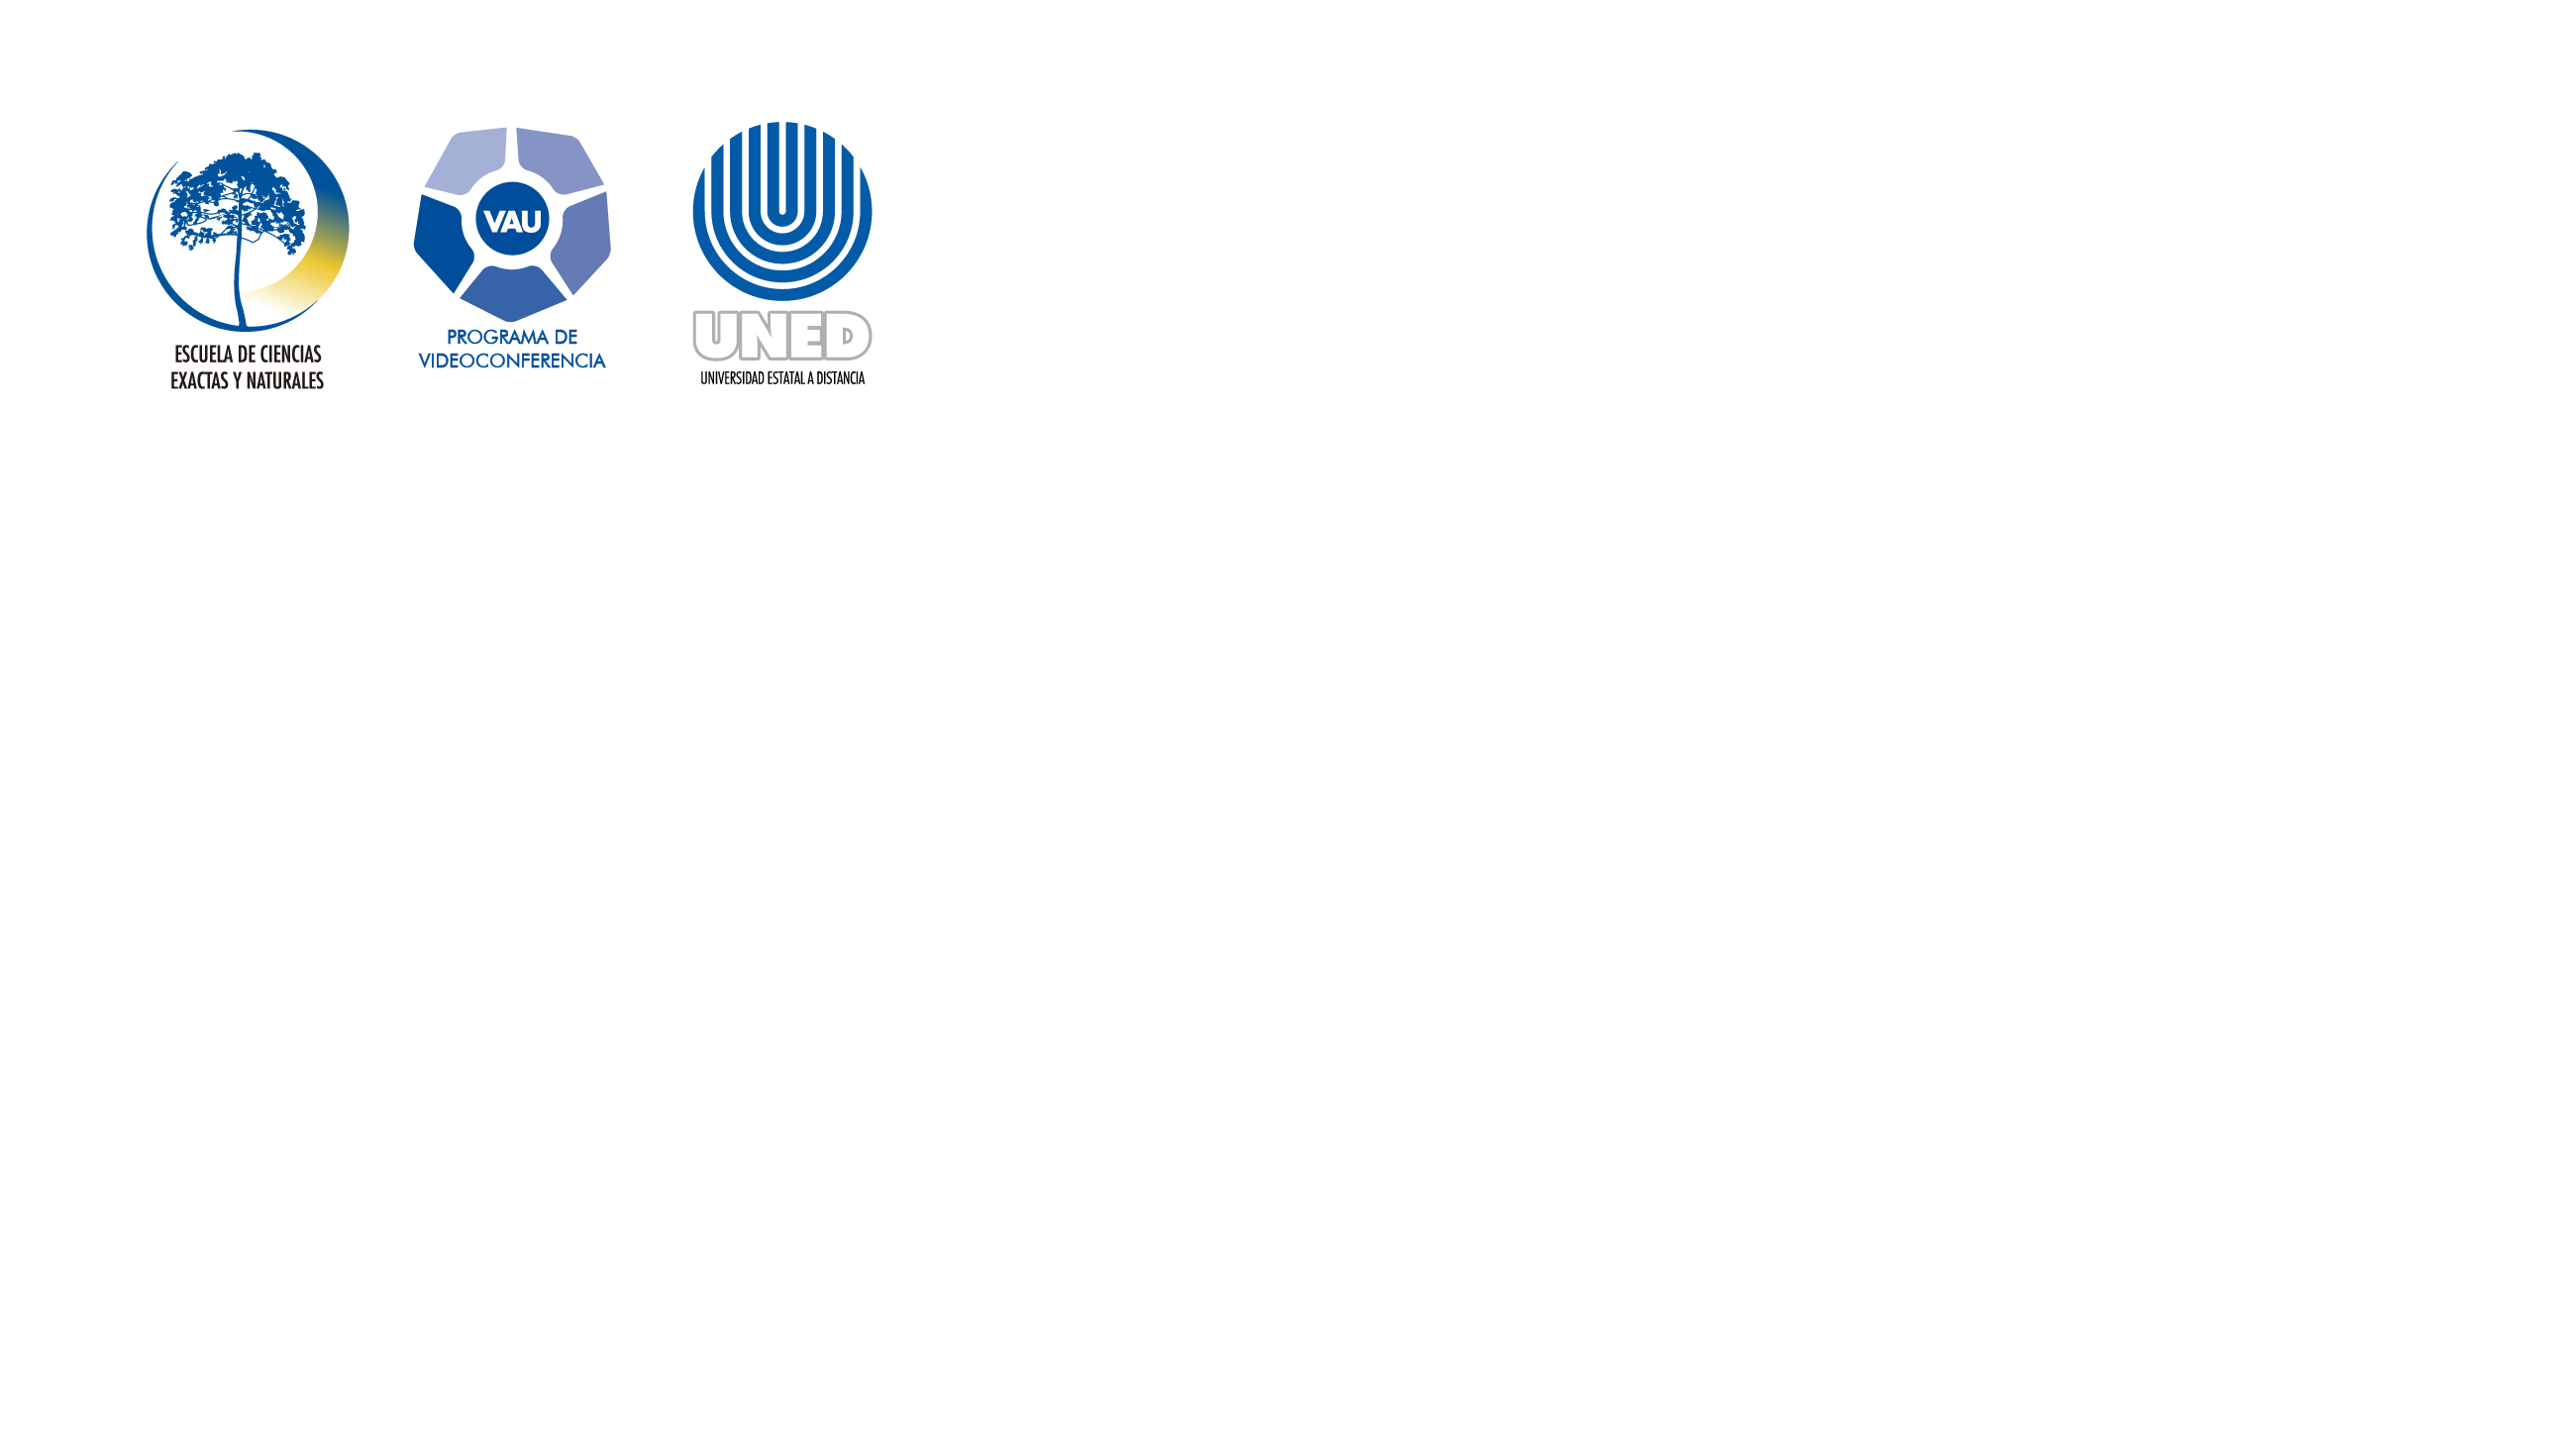 ESCUELA DE CIENCIAS
EXACTAS Y NATURALES
VAU
PROGRAMA DE
VIDEOCONFERENCIA
UNED
UNIVERSIDAD ESTATAL A DISTANCIA